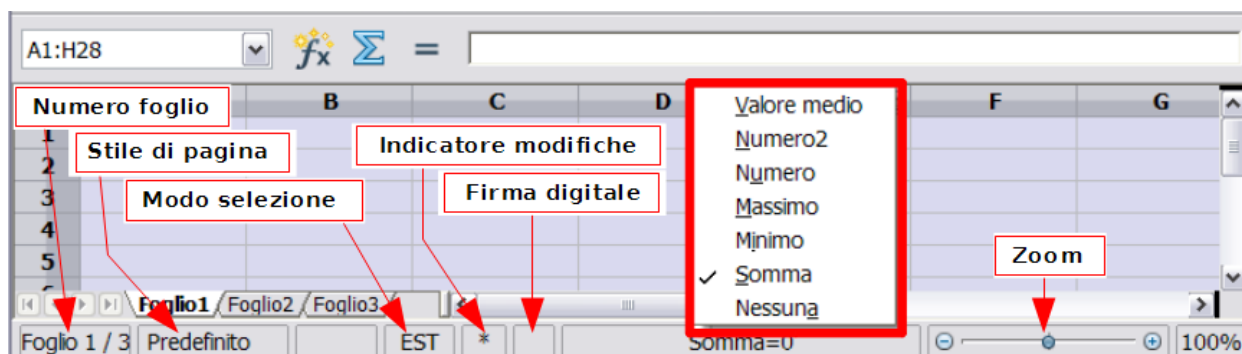 A1:H28
fx Σ =
Numero foglio B C D F G
1
Stile di pagina
Indicatore modifiche
2
Modo selezione
Firma digitale
3
4
5
Valore medio
Numero2
Numero
Massimo
Minimo
✓ Somma
Nessuna
Zoom
Foglio1 Foglio2 Foglio3
Foglio 1 / 3 Predefinito EST * Somma=0 100%